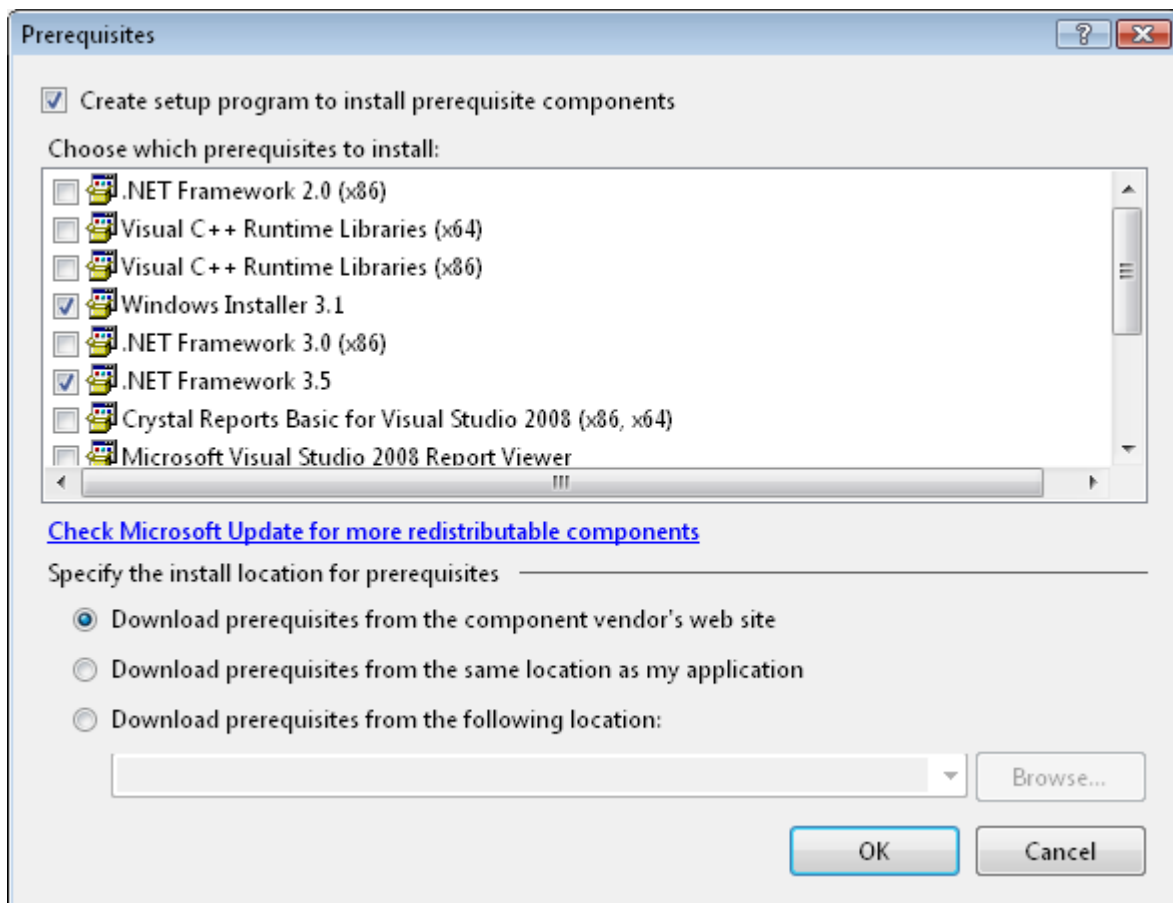 Prerequisites
Create setup program to install prerequisite components
Choose which prerequisites to install:
.NET Framework 2.0 (x86)
Visual C++ Runtime Libraries (x64)
Visual C++ Runtime Libraries (x86)
Windows Installer 3.1
.NET Framework 3.0 (x86)
.NET Framework 3.5
Crystal Reports Basic for Visual Studio 2008 (x86, x64)
Microsoft Visual Studio 2008 Report Viewer
Check Microsoft Update for more redistributable components
Specify the install location for prerequisites
Download prerequisites from the component vendor's web site
Download prerequisites from the same location as my application
Download prerequisites from the following location:
Browse...
OK Cancel